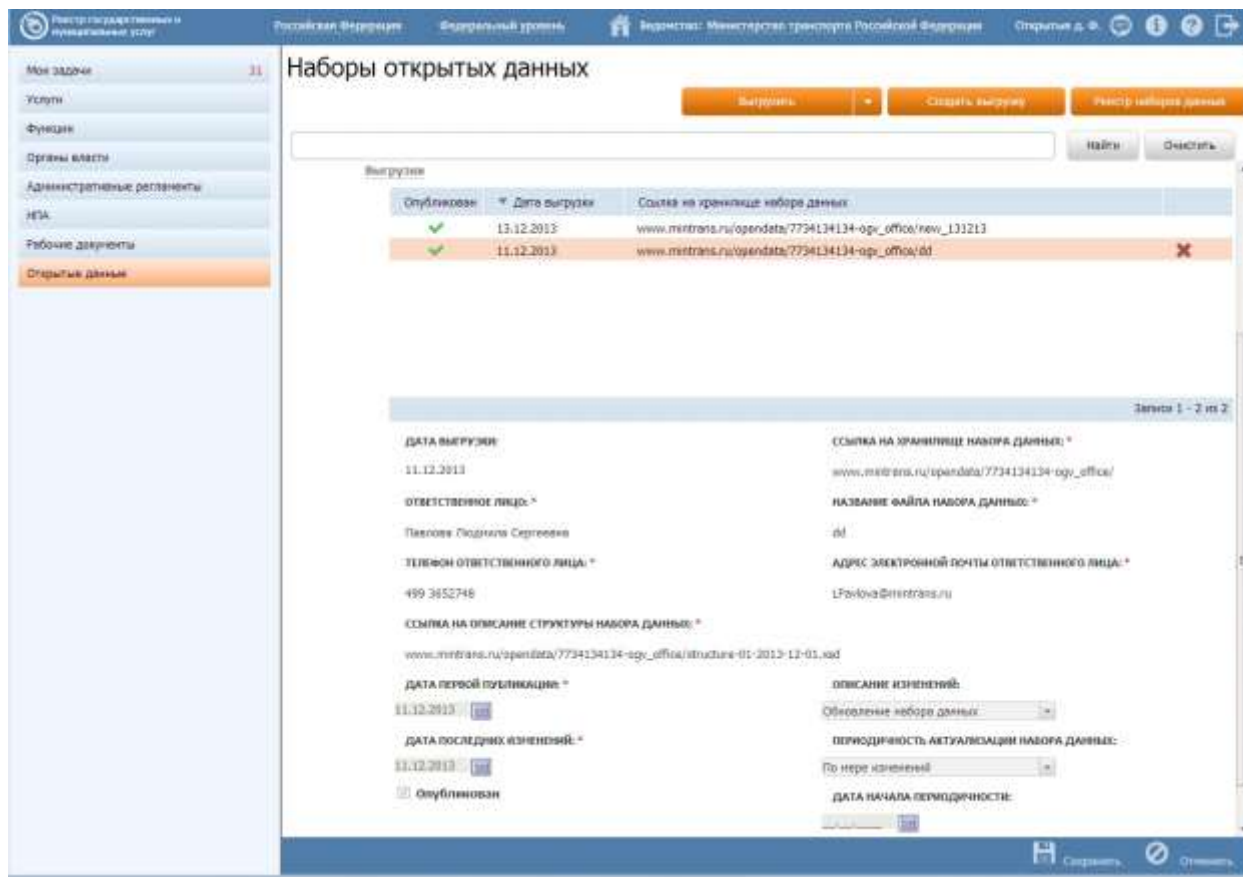 Реестр государственных и
муниципальных услуг
Российская Федерация
Федеральный уровень
Ведомство: Министерство транспорта Российской Федерации
Открытые д. Ф.
Мои задачи 31
Услуги
Функции
Органы власти
Административные регламенты
НПА
Рабочие документы
Открытые данные
Наборы открытых данных
Выгрузить
Создать выгрузку
Реестр наборов данных
Найти
Очистить
Выгрузки
Опубликован Дата выгрузки Ссылка на хранилище набора данных
13.12.2013 www.mintrans.ru/opendata/7734134134-ogv_office/new_131213
11.12.2013 www.mintrans.ru/opendata/7734134134-ogv_office/dd
Записи 1 - 2 из 2
ДАТА ВЫГРУЗКИ: ССЫЛКА НА ХРАНИЛИЩЕ НАБОРА ДАННЫХ: *
11.12.2013 www.mintrans.ru/opendata/7734134134-ogv_office/
ОТВЕТСТВЕННОЕ ЛИЦО: * НАЗВАНИЕ ФАЙЛА НАБОРА ДАННЫХ: *
Павлова Людмила Сергеевна dd
ТЕЛЕФОН ОТВЕТСТВЕННОГО ЛИЦА: * АДРЕС ЭЛЕКТРОННОЙ ПОЧТЫ ОТВЕТСТВЕННОГО ЛИЦА: *
499 3652748 LPavlova@mintrans.ru
ССЫЛКА НА ОПИСАНИЕ СТРУКТУРЫ НАБОРА ДАННЫХ: *
www.mintrans.ru/opendata/7734134134-ogv_office/structure-01-2013-12-01.xsd
ДАТА ПЕРВОЙ ПУБЛИКАЦИИ: * ОПИСАНИЕ ИЗМЕНЕНИЙ:
11.12.2013 Обновление набора данных
ДАТА ПОСЛЕДНИХ ИЗМЕНЕНИЙ: * ПЕРИОДИЧНОСТЬ АКТУАЛИЗАЦИИ НАБОРА ДАННЫХ:
11.12.2013 По мере изменений
Опубликован ДАТА НАЧАЛА ПЕРИОДИЧНОСТИ:
Сохранить
Отменить